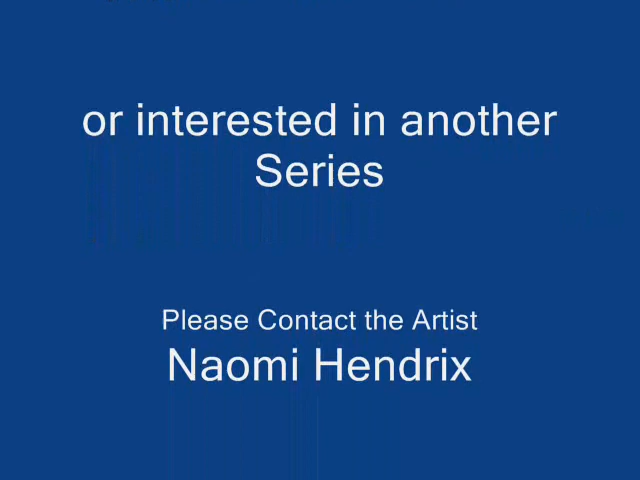 or interested in another
Series
Please Contact the Artist
Naomi Hendrix